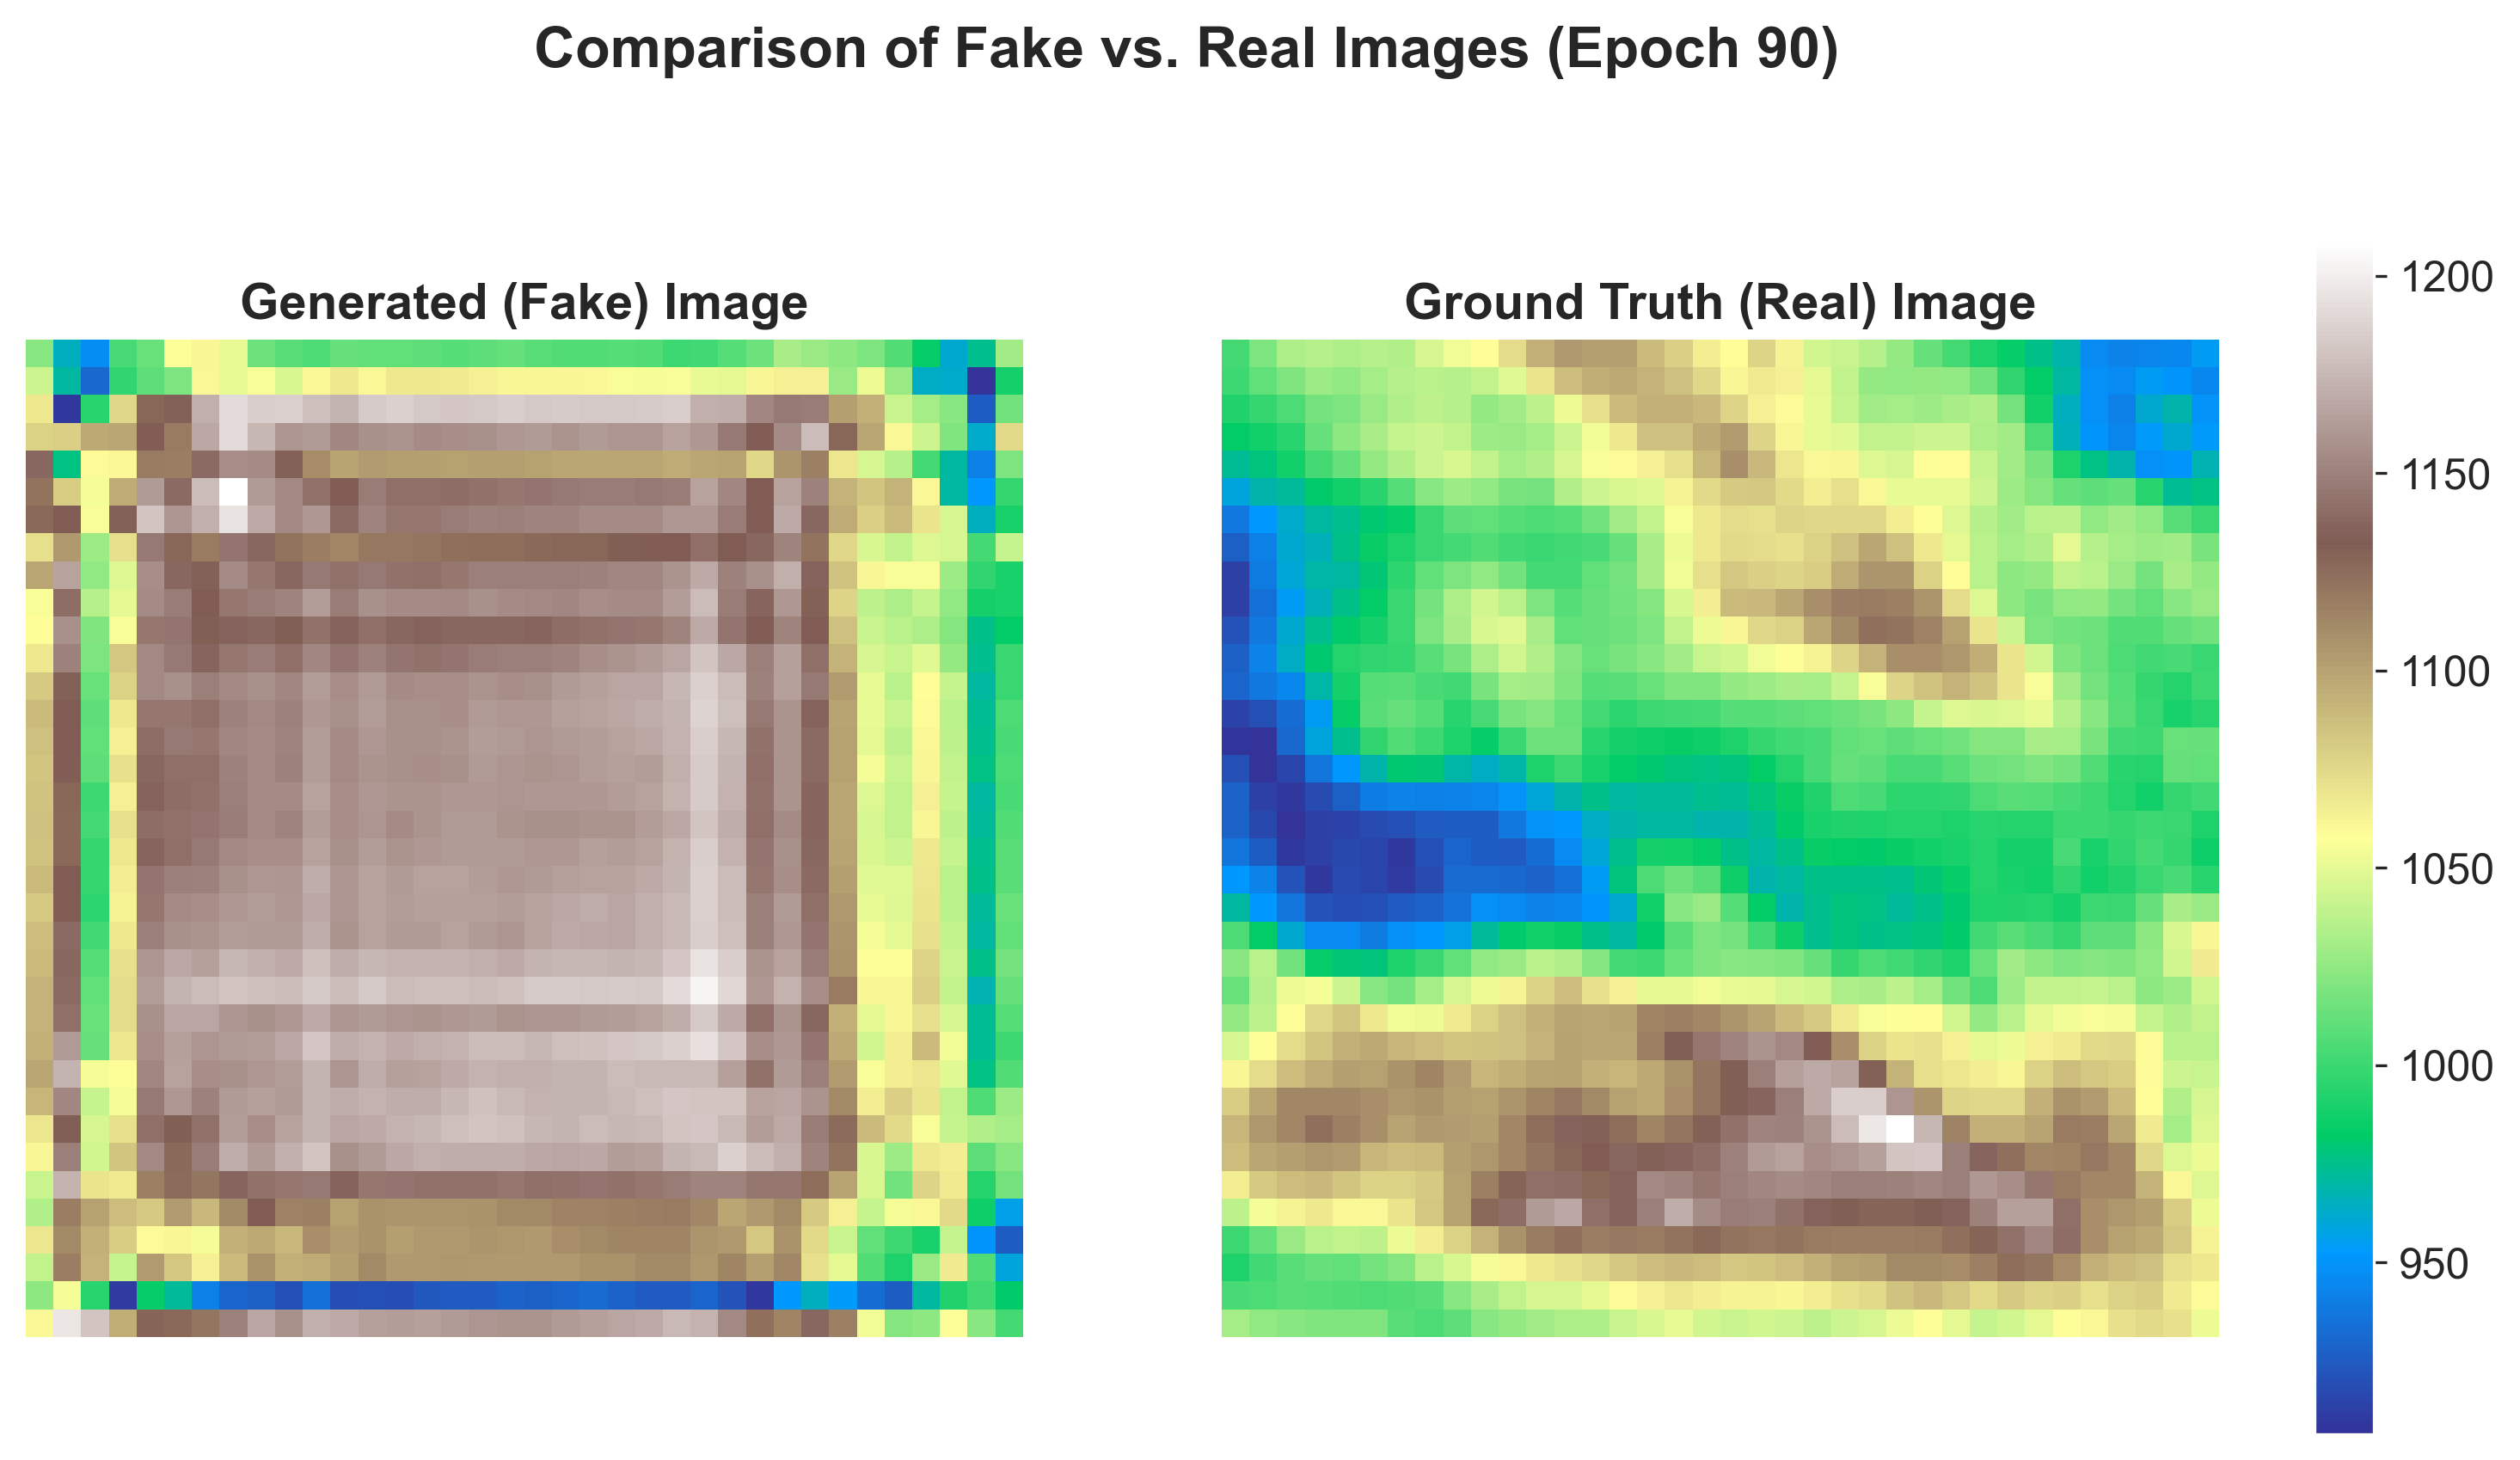 Comparison of Fake vs. Real Images (Epoch 90)
Generated (Fake) Image
Ground Truth (Real) Image
1200
1150
1100
1050
1000
950